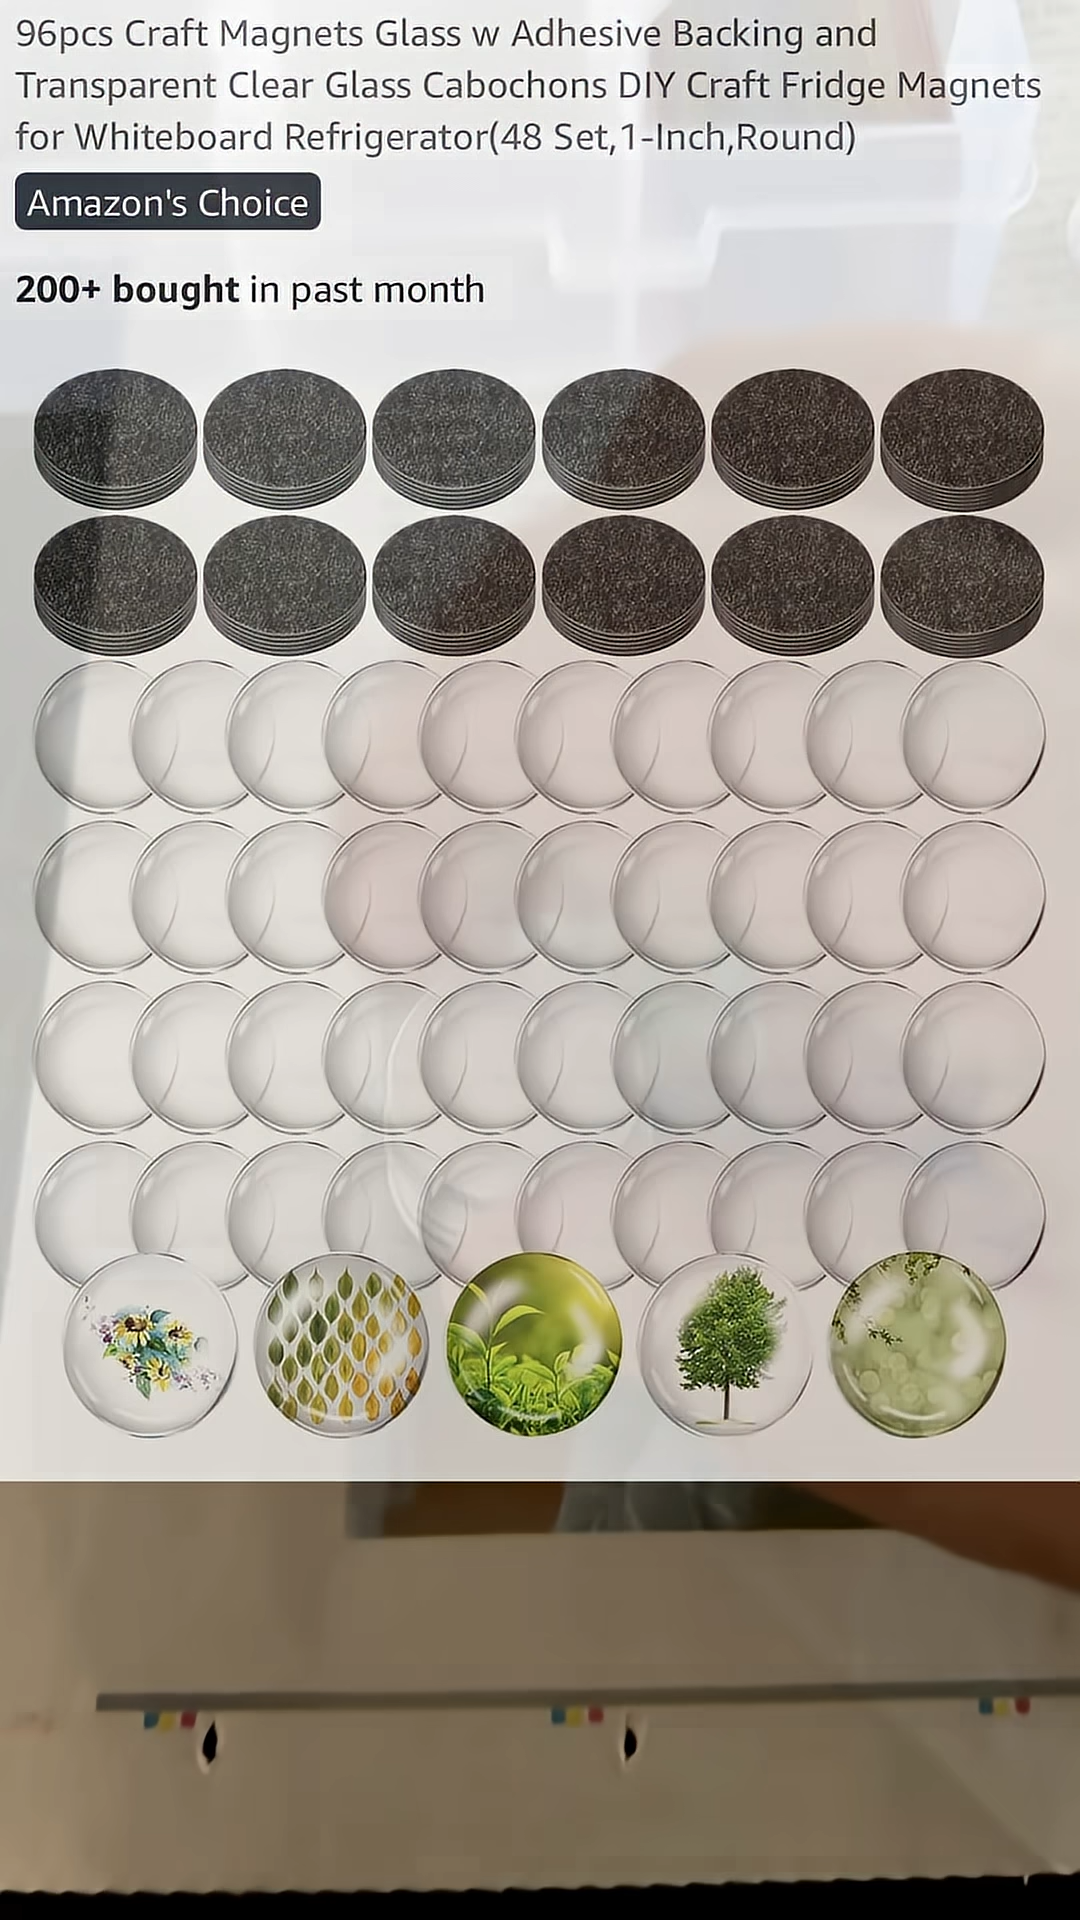 96pcs Craft Magnets Glass w Adhesive Backing and
Transparent Clear Glass Cabochons DIY Craft Fridge Magnets
for Whiteboard Refrigerator(48 Set,1-Inch,Round)
Amazon's Choice
200+ bought in past month